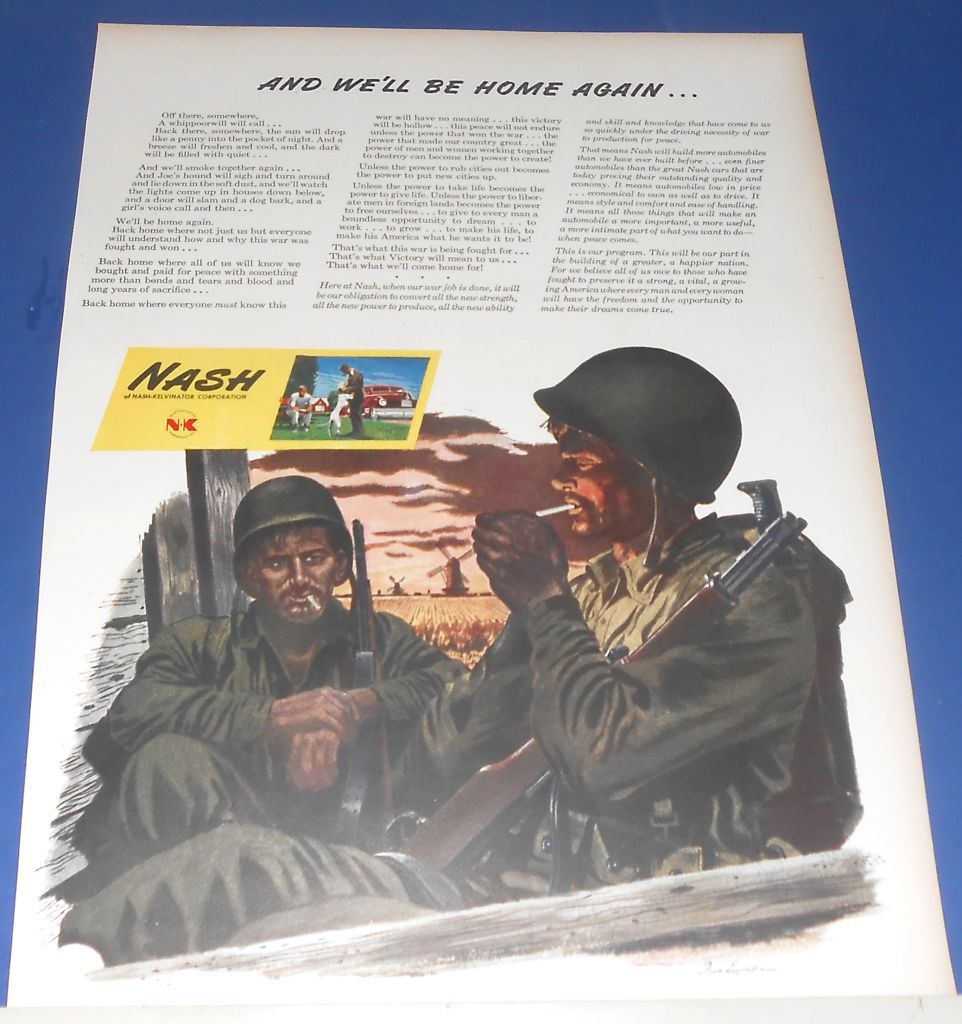 AND WE'LL BE HOME AGAIN...
Off there, somewhere,
A whippoorwill will call...
Back there, somewhere, the sun will drop
like a penny into the pocket of night. And a
breeze will freshen and cool, and the dark
will be filled with quiet...
And we'll smoke together again...
And Joe's hound will sigh and turn around
and lie down in the soft dust, and we'll watch
the lights come up in houses down below,
and a door will slam and a dog bark, and a
girl's voice call and then...
We'll be home again.
Back home where not just us but everyone
will understand how and why this war was
fought and won...
Back home where all of us will know we
bought and paid for peace with something
more than bonds and tears and blood and
long years of sacrifice...
Back home where everyone must know this
war will have no meaning...this victory
will be hollow...this peace will not endure
unless the power that won the war...the
power that made our country great...the
power of men and women working together
to destroy can become the power to create!
Unless the power to rub cities out becomes
the power to put new cities up.
Unless the power to take life becomes the
power to give life. Unless the power to liber-
ate men in foreign lands becomes the power
to free ourselves...to give to every man a
boundless opportunity to dream...to
work...to grow...to make his life, to
make his America what he wants it to be!
That's what this war is being fought for...
That's what Victory will mean to us...
That's what we'll come home for!
• • •
Here at Nash, when our war job is done, it will
be our obligation to convert all the new strength,
all the new power to produce, all the new ability
and skill and knowledge that have come to us
so quickly under the driving necessity of war
to production for peace.
That means Nash will build more automobiles
than we have ever built before...even finer
automobiles than the great Nash cars that are
today proving their outstanding quality and
economy. It means automobiles low in price
...economical to own as well as to drive. It
means style and comfort and ease of handling.
It means all those things that will make an
automobile a more important, a more useful,
a more intimate part of what you want to do—
when peace comes.
This is our program. This will be our part in
the building of a greater, a happier nation.
For we believe all of us owe to those who have
fought to preserve it a strong, a vital, a grow-
ing America where every man and every woman
will have the freedom and the opportunity to
make their dreams come true.
NASH
of NASH-KELVINATOR CORPORATION
N-K